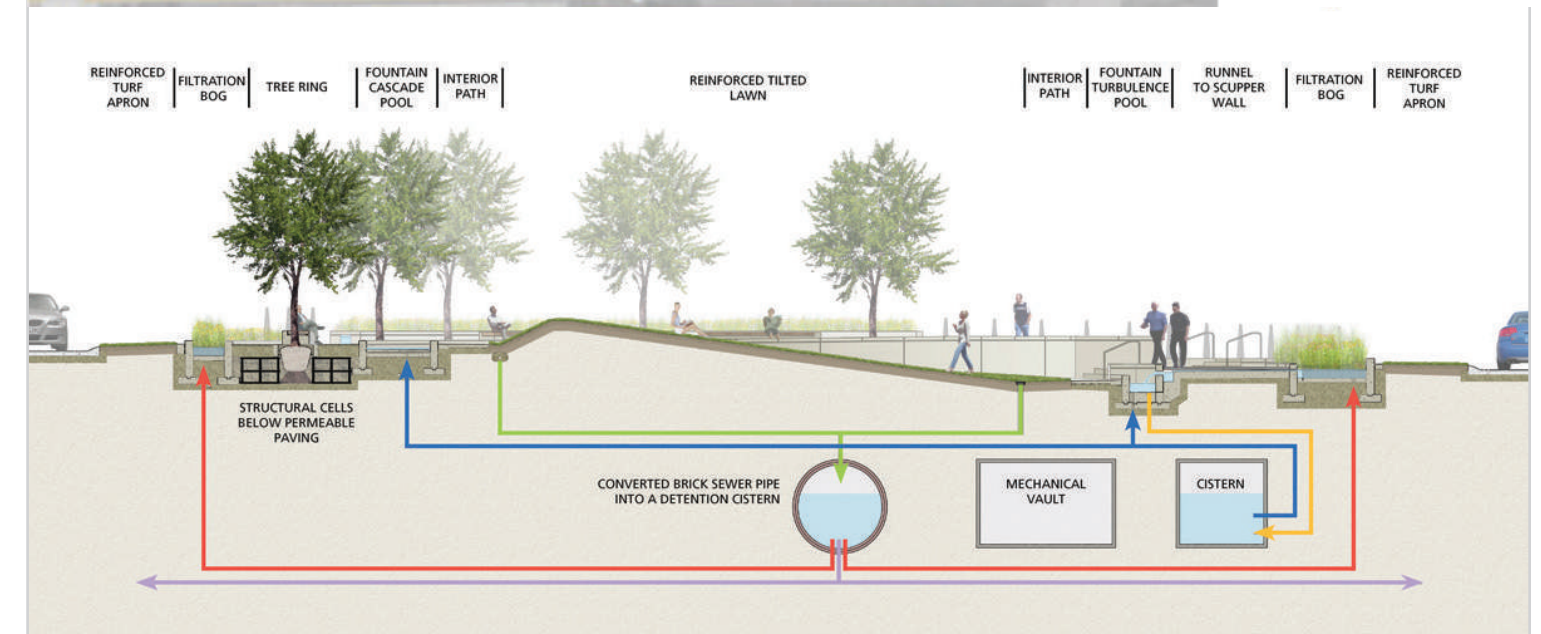 REINFORCED
TURF
APRON
FILTRATION
BOG
TREE RING
FOUNTAIN
CASCADE
POOL
INTERIOR
PATH
REINFORCED TILTED
LAWN
INTERIOR
PATH
FOUNTAIN
TURBULENCE
POOL
RUNNEL
TO SCUPPER
WALL
FILTRATION
BOG
REINFORCED
TURF
APRON
STRUCTURAL CELLS
BELOW PERMEABLE
PAVING
CONVERTED BRICK SEWER PIPE
INTO A DETENTION CISTERN
MECHANICAL
VAULT
CISTERN